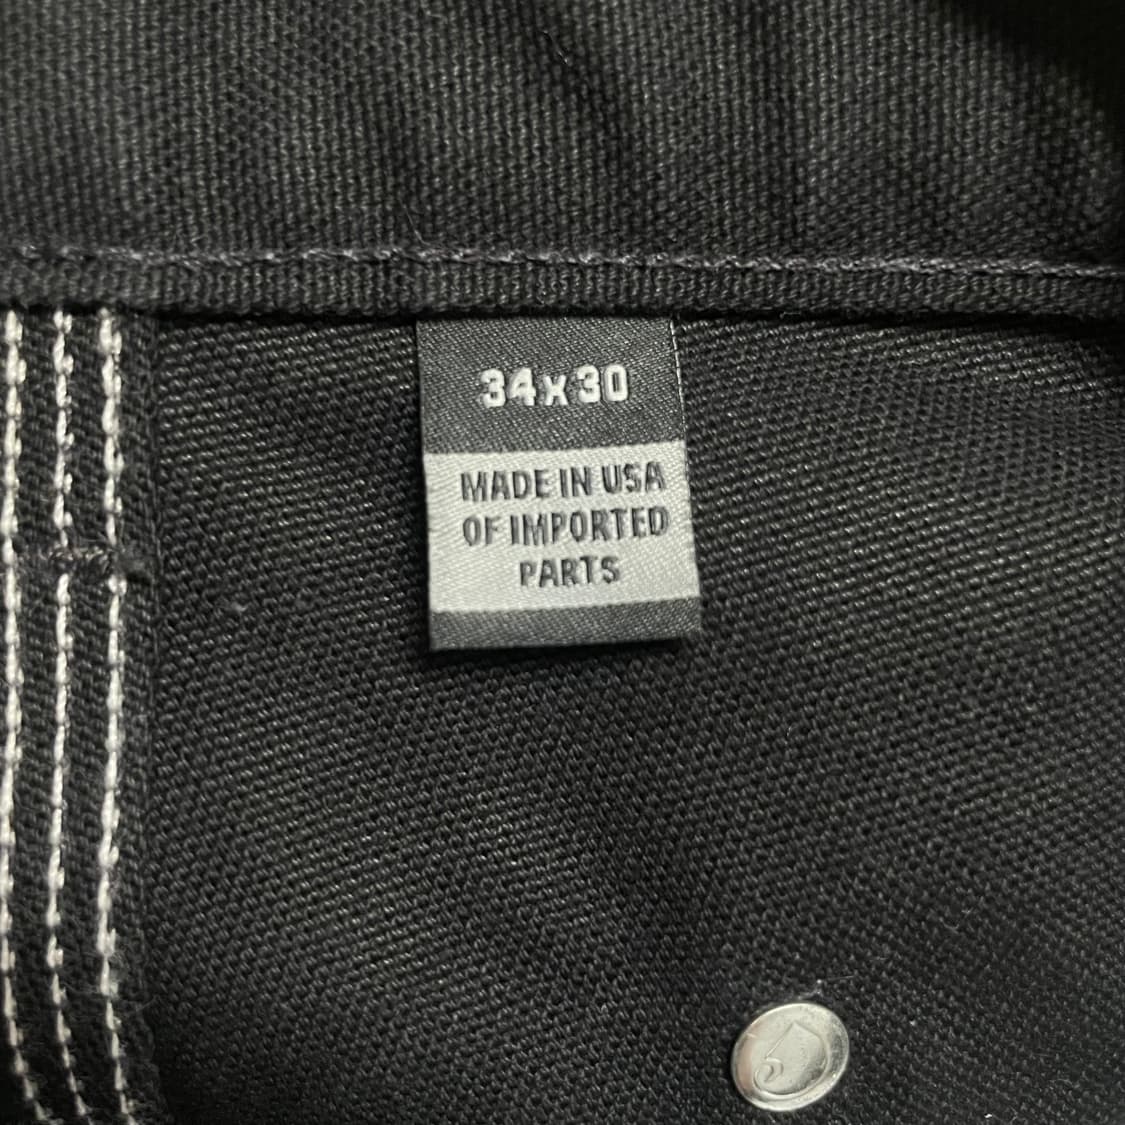 34x30
MADE IN USA
OF IMPORTED
PARTS